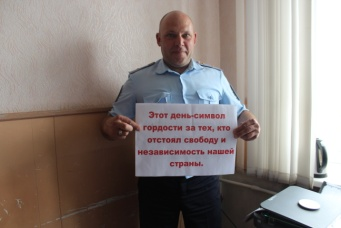 Этот день-символ
гордости за тех, кто
отстоял свободу и
независимость нашей
страны.